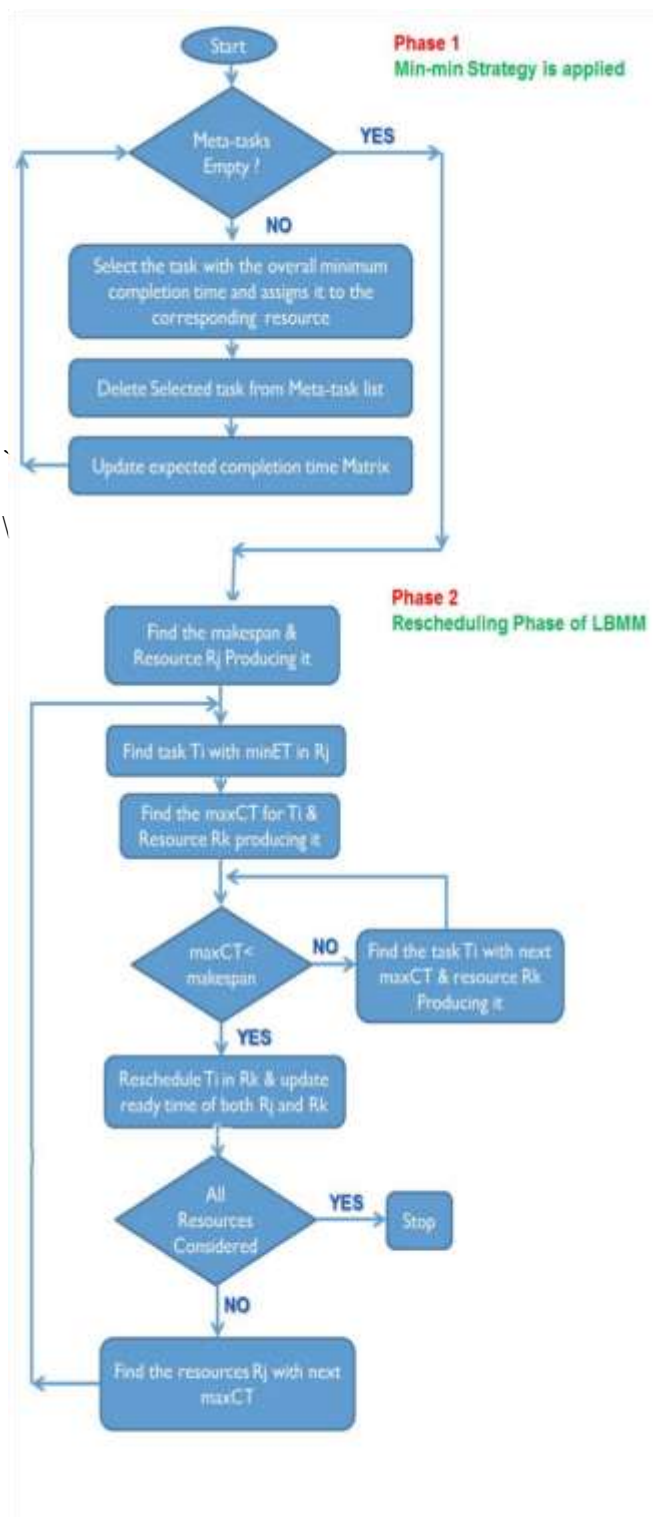 Start
Phase 1
Min-min Strategy is applied
Meta-tasks
Empty ?
YES
NO
Select the task with the overall minimum
completion time and assigns it to the
corresponding resource
Delete Selected task from Meta-task list
`
Update expected completion time Matrix
\
Phase 2
Rescheduling Phase of LBMM
Find the makespan &
Resource Rj Producing it
Find task Ti with minET in Rj
Find the maxCT for Ti &
Resource Rk producing it
maxCT<
makespan
NO
Find the task Ti with next
maxCT & resource Rk
Producing it
YES
Reschedule Ti in Rk & update
ready time of both Rj and Rk
All
Resources
Considered
YES
Stop
NO
Find the resources Rj with next
maxCT